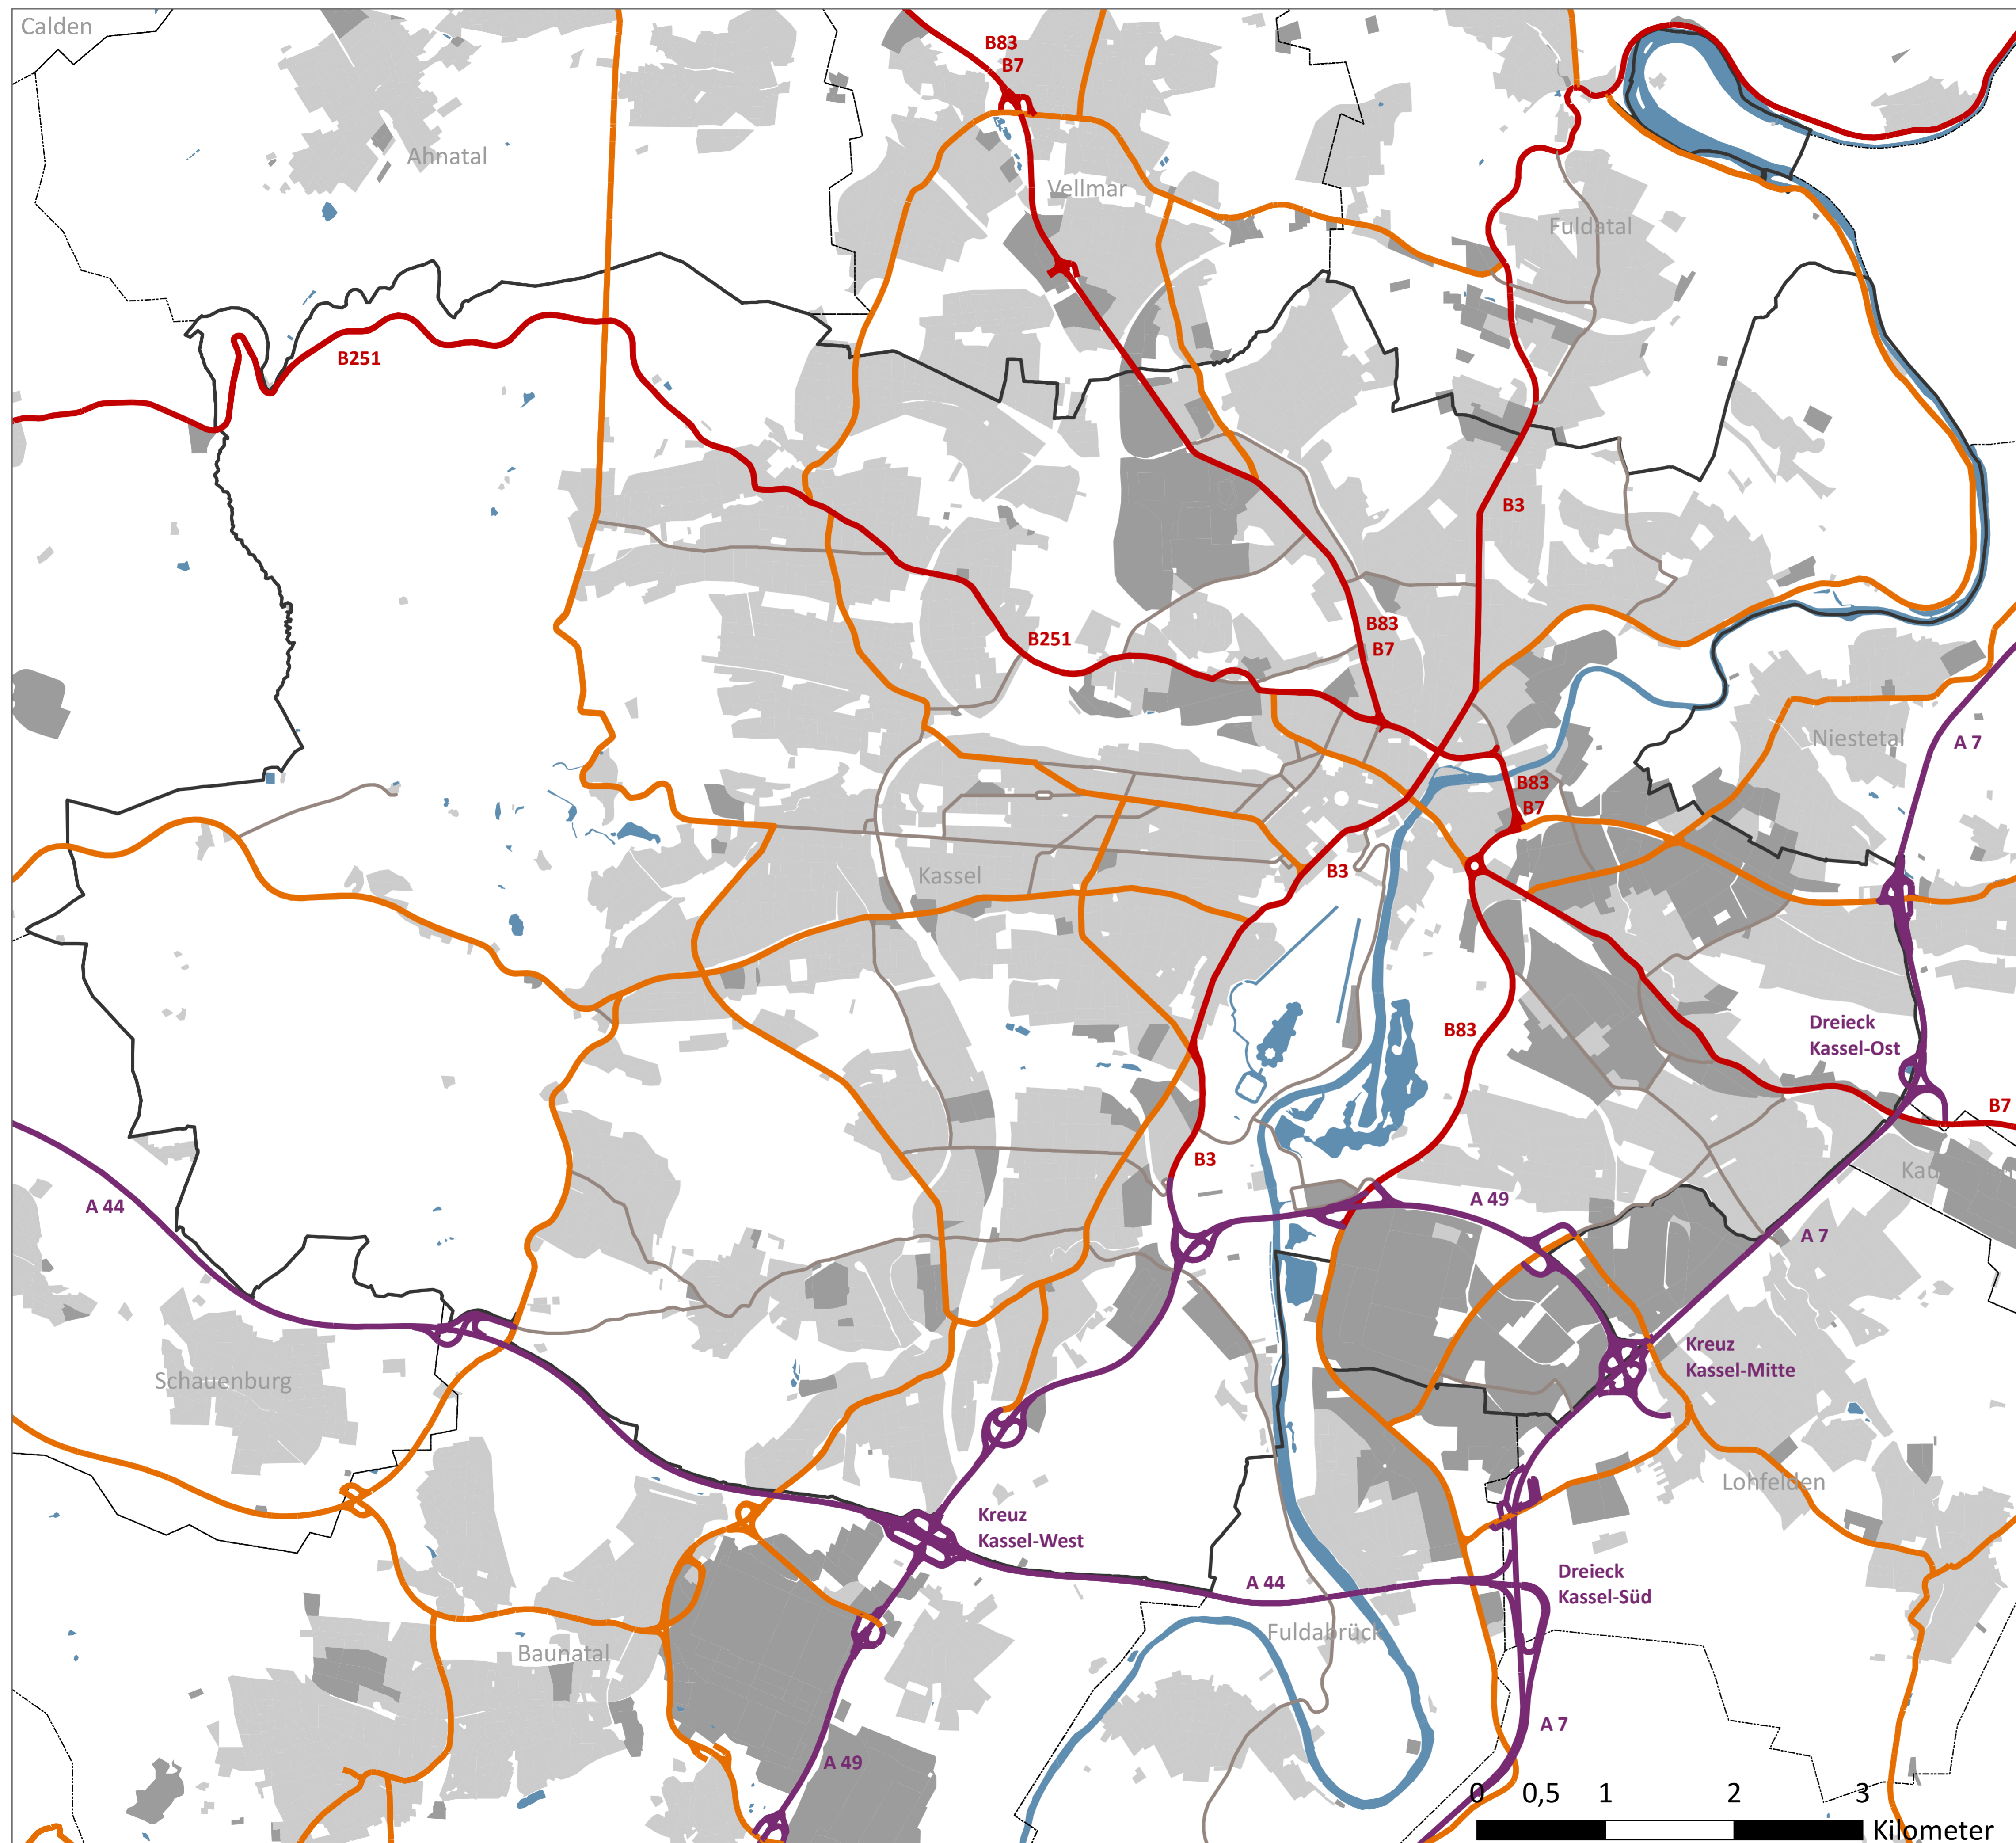 Calden
B83
B7
Ahnatal
Vellmar
Fuldatal
B251
B3
B83
B7
B251
Niestetal
A 7
B83
B7
B3
Kassel
Dreieck
Kassel-Ost
B83
B7
B3
Kau
A 49
A 44
A 7
Kreuz
Kassel-Mitte
Schauenburg
Lohfelden
Kreuz
Kassel-West
A 44
Dreieck
Kassel-Süd
Fuldabrück
Baunatal
A 7
A 49
0 0,5 1 2 3
Kilometer